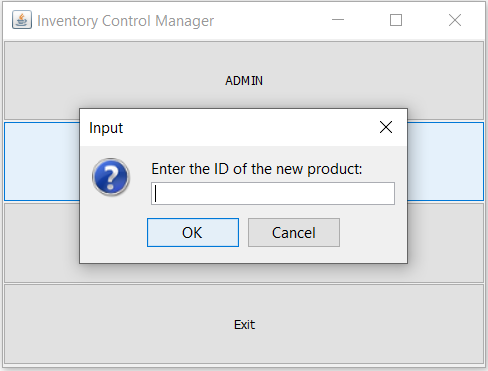 Inventory Control Manager
ADMIN
Input
Enter the ID of the new product:
OK
Cancel
Exit